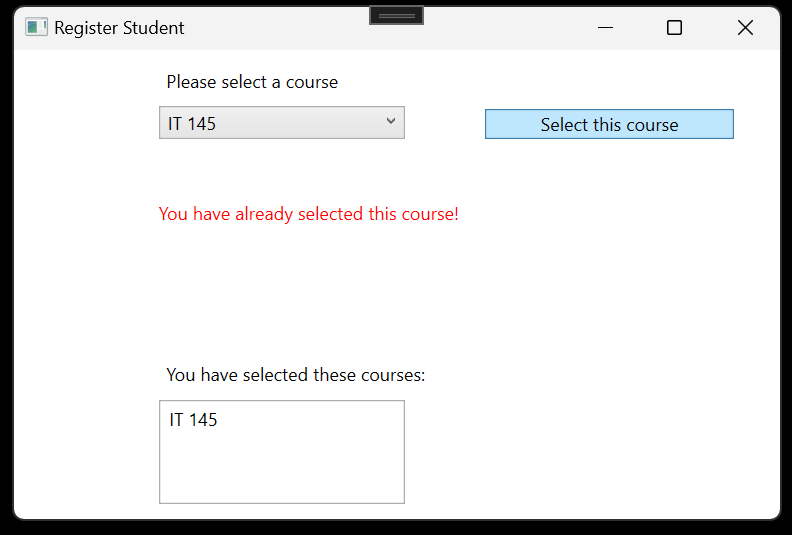 Register Student
Please select a course
IT 145
Select this course
You have already selected this course!
You have selected these courses:
IT 145